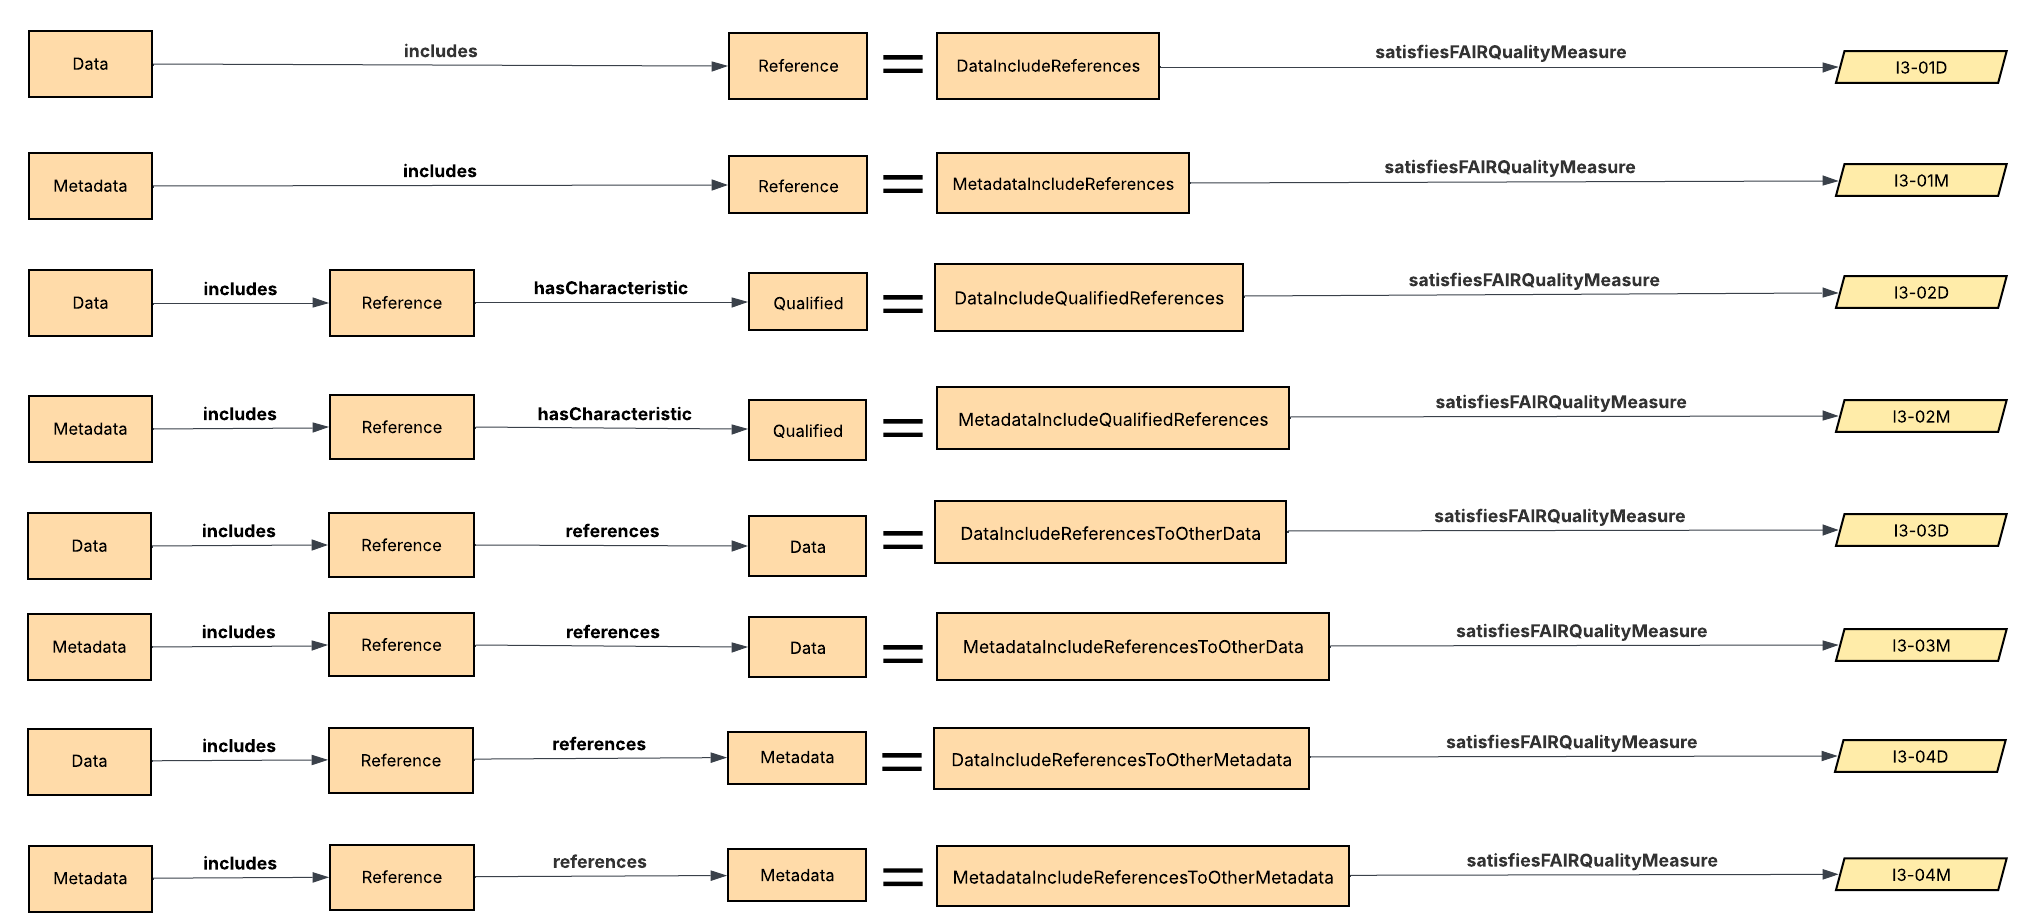 Data includes Reference = DataIncludeReferences satisfiesFAIRQualityMeasure I3-01D
Metadata includes Reference = MetadataIncludeReferences satisfiesFAIRQualityMeasure I3-01M
Data includes Reference hasCharacteristic Qualified = DataIncludeQualifiedReferences satisfiesFAIRQualityMeasure I3-02D
Metadata includes Reference hasCharacteristic Qualified = MetadataIncludeQualifiedReferences satisfiesFAIRQualityMeasure I3-02M
Data includes Reference references Data = DataIncludeReferencesToOtherData satisfiesFAIRQualityMeasure I3-03D
Metadata includes Reference references Data = MetadataIncludeReferencesToOtherData satisfiesFAIRQualityMeasure I3-03M
Data includes Reference references Metadata = DataIncludeReferencesToOtherMetadata satisfiesFAIRQualityMeasure I3-04D
Metadata includes Reference references Metadata = MetadataIncludeReferencesToOtherMetadata satisfiesFAIRQualityMeasure I3-04M